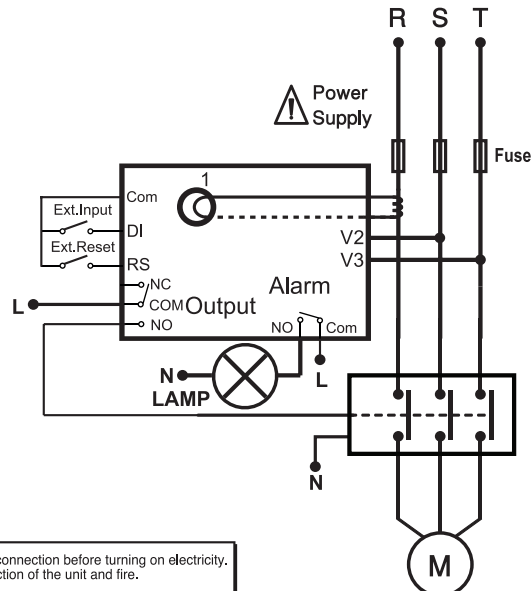 R S T
Power
Supply
Fuse
1
Com
Ext.Input
DI
Ext.Reset
RS
V2
V3
NC
L
COM Output
NO
Alarm
NO Com
L
N
LAMP
N
M
connection before turning on electricity.
ction of the unit and fire.